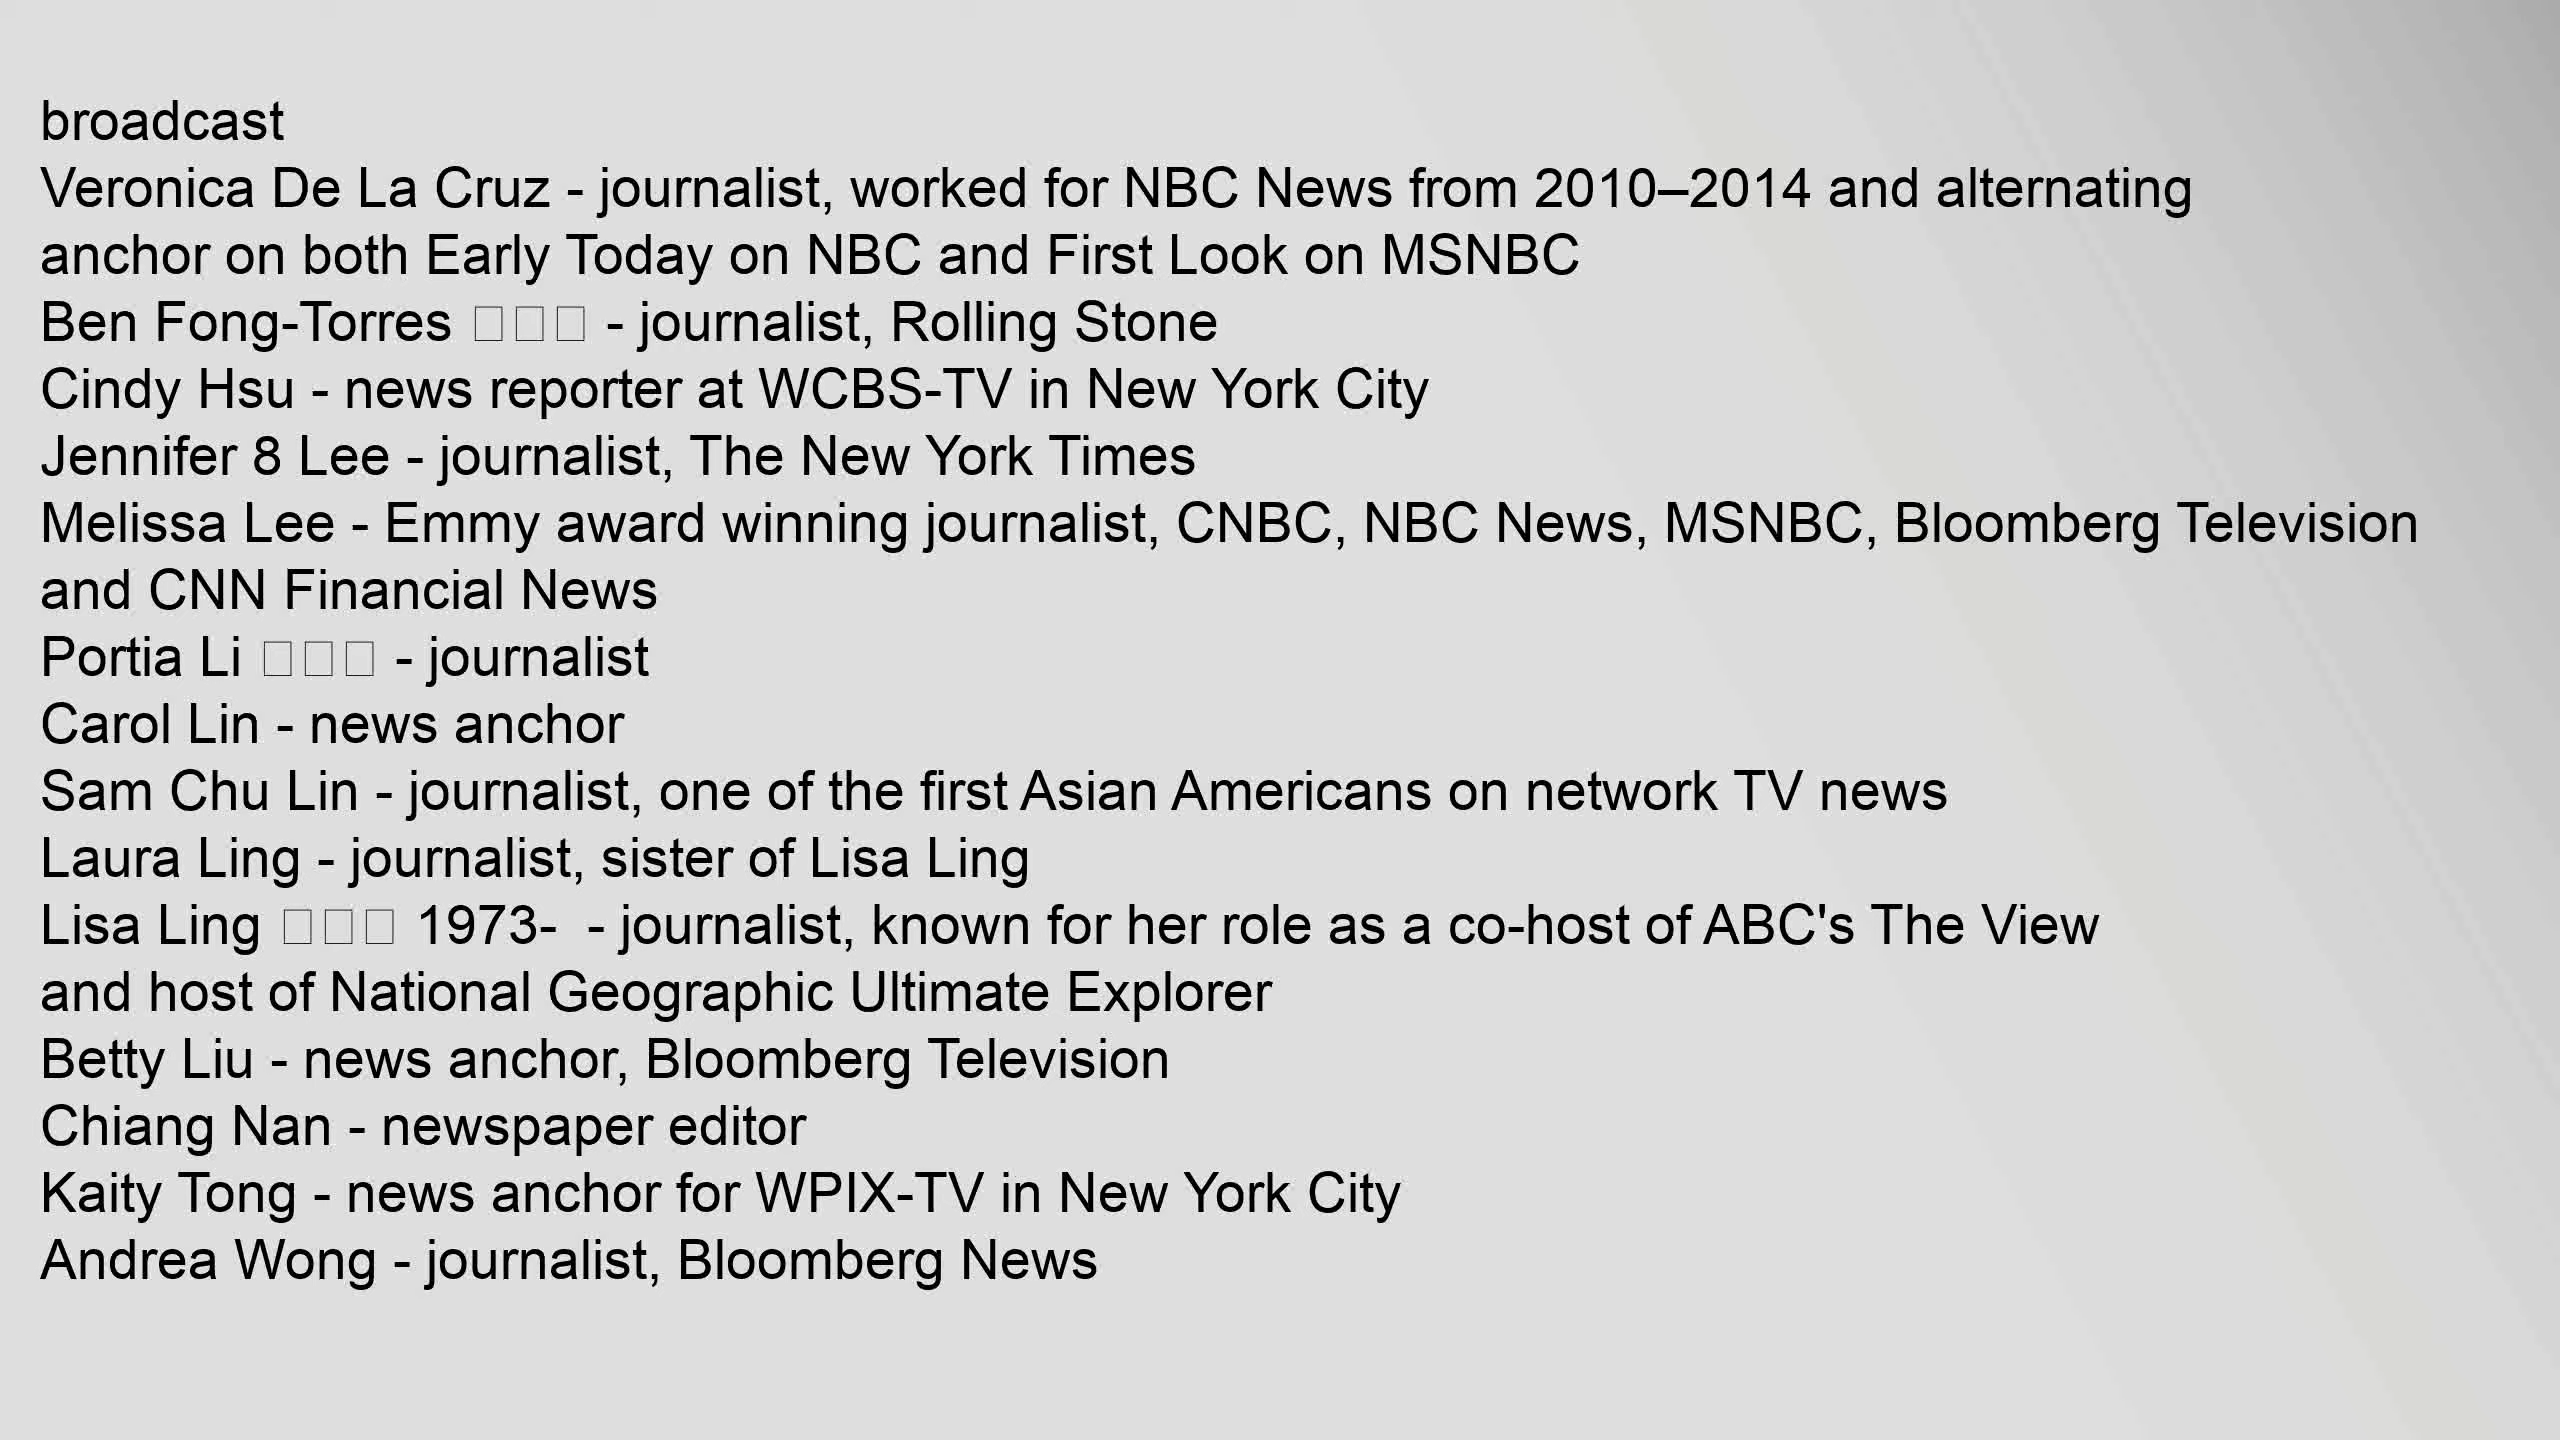 broadcast
Veronica De La Cruz - journalist, worked for NBC News from 2010–2014 and alternating
anchor on both Early Today on NBC and First Look on MSNBC
Ben Fong-Torres □□□ - journalist, Rolling Stone
Cindy Hsu - news reporter at WCBS-TV in New York City
Jennifer 8 Lee - journalist, The New York Times
Melissa Lee - Emmy award winning journalist, CNBC, NBC News, MSNBC, Bloomberg Television
and CNN Financial News
Portia Li □□□ - journalist
Carol Lin - news anchor
Sam Chu Lin - journalist, one of the first Asian Americans on network TV news
Laura Ling - journalist, sister of Lisa Ling
Lisa Ling □□□ 1973-  - journalist, known for her role as a co-host of ABC's The View
and host of National Geographic Ultimate Explorer
Betty Liu - news anchor, Bloomberg Television
Chiang Nan - newspaper editor
Kaity Tong - news anchor for WPIX-TV in New York City
Andrea Wong - journalist, Bloomberg News